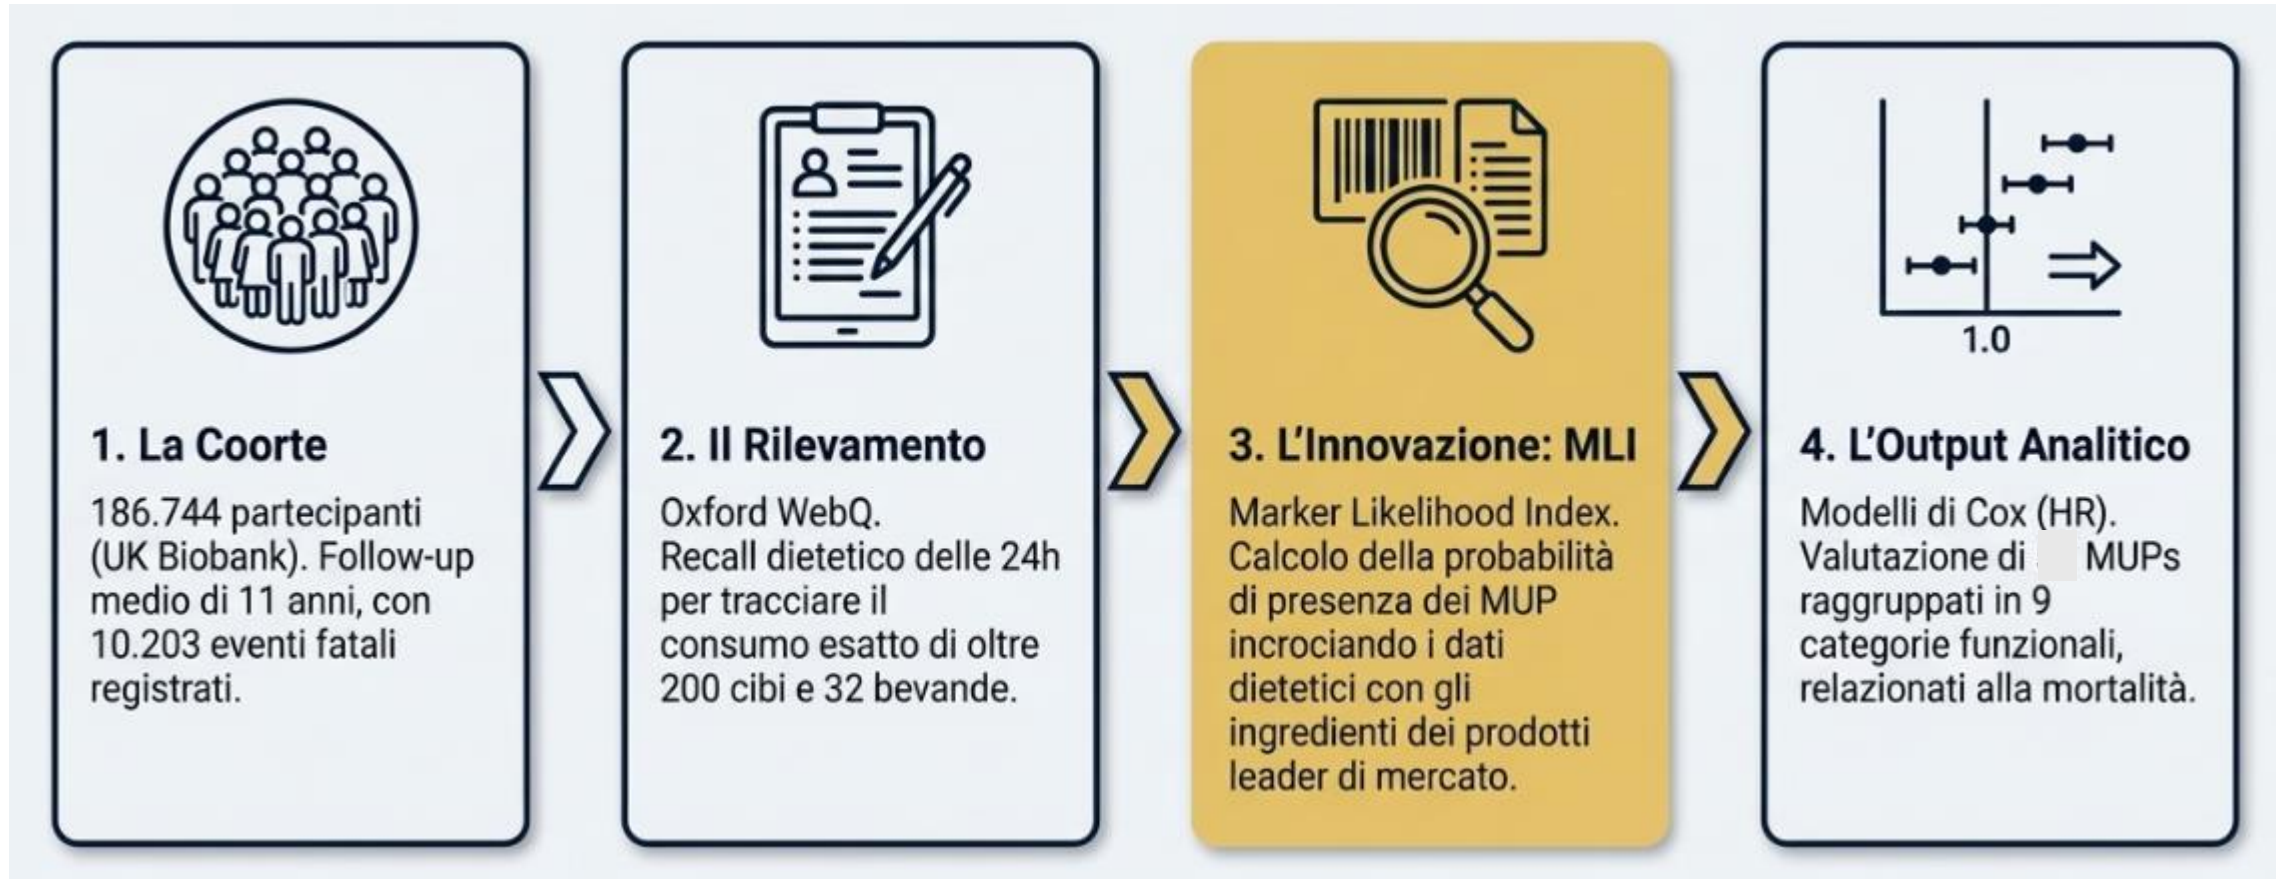 1. La Coorte
186.744 partecipanti
(UK Biobank). Follow-up
medio di 11 anni, con
10.203 eventi fatali
registrati.
2. Il Rilevamento
Oxford WebQ.
Recall dietetico delle 24h
per tracciare il
consumo esatto di oltre
200 cibi e 32 bevande.
3. L'Innovazione: MLI
Marker Likelihood Index.
Calcolo della probabilità
di presenza dei MUP
incrociando i dati
dietetici con gli
ingredienti dei prodotti
leader di mercato.
1.0
4. L'Output Analitico
Modelli di Cox (HR).
Valutazione di MUPs
raggruppati in 9
categorie funzionali,
relazionati alla mortalità.